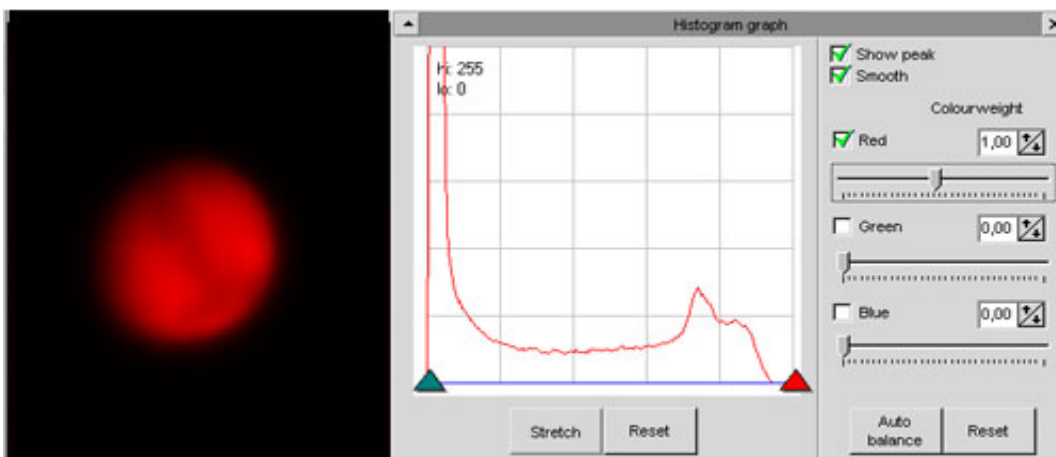 Histogram graph
hi: 255
lo: 0
Show peak
Smooth
Colourweight
Red 1,00
Green 0,00
Blue 0,00
Stretch Reset
Auto balance Reset